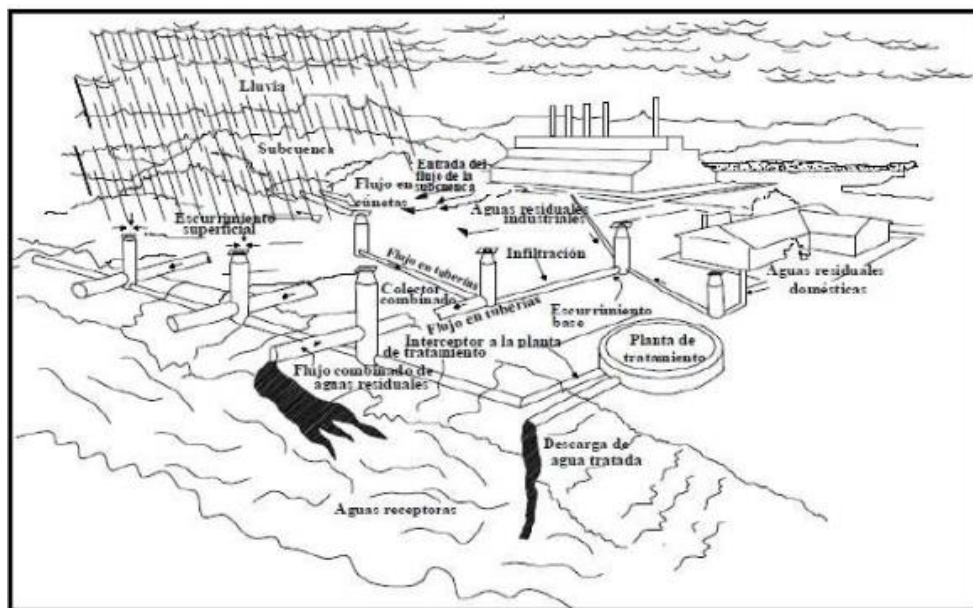 Lluvia
Subcuenca
Entrada del
flujo de la
subcuenca
Flujo en
cunetas
Escurrimiento
superficial
Aguas residuales
industriales
Infiltración
Flujo en tuberías
Colector
combinado
Flujo en tuberías
Escurrimiento
base
Aguas residuales
domésticas
Interceptor a la planta
de tratamiento
Planta de
tratamiento
Flujo combinado de
aguas residuales
Descarga de
agua tratada
Aguas receptoras